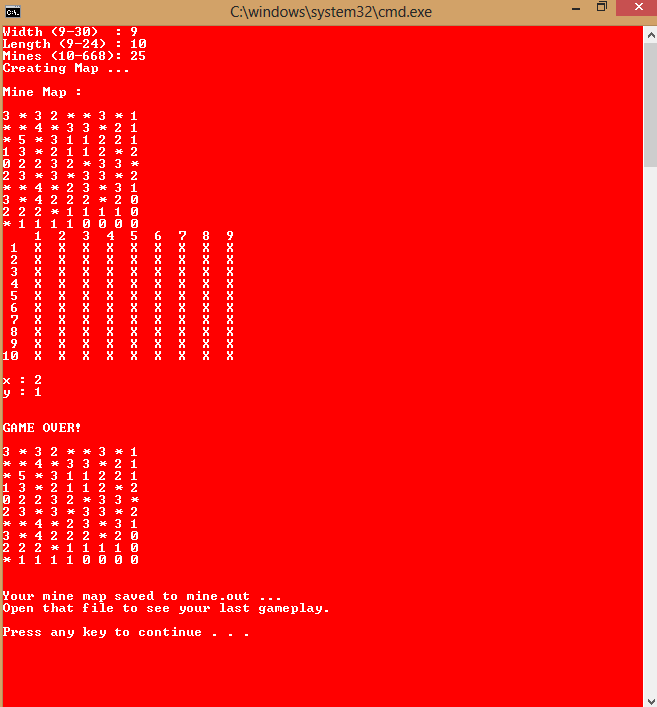 C:\windows\system32\cmd.exe
Width (9-30)  : 9
Length (9-24) : 10
Mines (10-668): 25
Creating Map ...
Mine Map :
3 * 3 2 * * 3 * 1
* * 4 * 3 3 * 2 1
* 5 * 3 1 1 2 2 1
1 3 * 2 1 1 2 * 2
0 2 2 3 2 * 3 3 *
2 3 * 3 * 3 3 * 2
* * 4 * 2 3 * 3 1
3 * 4 2 2 2 * 2 0
2 2 2 * 1 1 1 1 0
* 1 1 1 1 0 0 0 0
1 2 3 4 5 6 7 8 9
1 X X X X X X X X X
2 X X X X X X X X X
3 X X X X X X X X X
4 X X X X X X X X X
5 X X X X X X X X X
6 X X X X X X X X X
7 X X X X X X X X X
8 X X X X X X X X X
9 X X X X X X X X X
10 X X X X X X X X X
x : 2
y : 1
GAME OVER!
3 * 3 2 * * 3 * 1
* * 4 * 3 3 * 2 1
* 5 * 3 1 1 2 2 1
1 3 * 2 1 1 2 * 2
0 2 2 3 2 * 3 3 *
2 3 * 3 * 3 3 * 2
* * 4 * 2 3 * 3 1
3 * 4 2 2 2 * 2 0
2 2 2 * 1 1 1 1 0
* 1 1 1 1 0 0 0 0
Your mine map saved to mine.out ...
Open that file to see your last gameplay.
Press any key to continue . . .